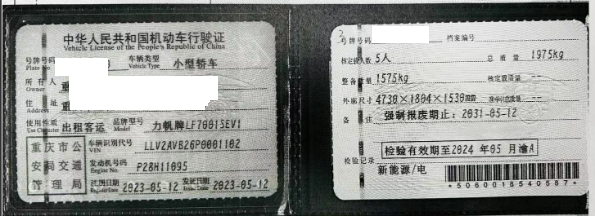 中华人民共和国机动车行驶证
Vehicle License of the People's Republic of China
号牌号码
Plate No.
车辆类型
Vehicle Type
小型轿车
所有人
Owner
住址
Address
使用性质
Use Character
出租客运
品牌型号
Model
力帆牌LF7001SEV1
重庆市公
安局交通
管理局
车辆识别代号
VIN
发动机号码
Engine No.
P28H11095
注册日期
2023-05-12
发证日期
Issue Date
2023-05-12
号牌号码
档案编号
核定载人数
5人
总质量
1975kg
整备质量
1575kg
核定载质量
外廓尺寸
备注
强制报废期止:2031-05-12
检验有效期至2024年05月渝A
检验记录
新能源/电